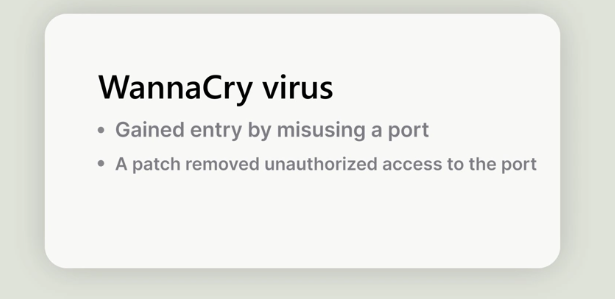 WannaCry virus
• Gained entry by misusing a port
• A patch removed unauthorized access to the port